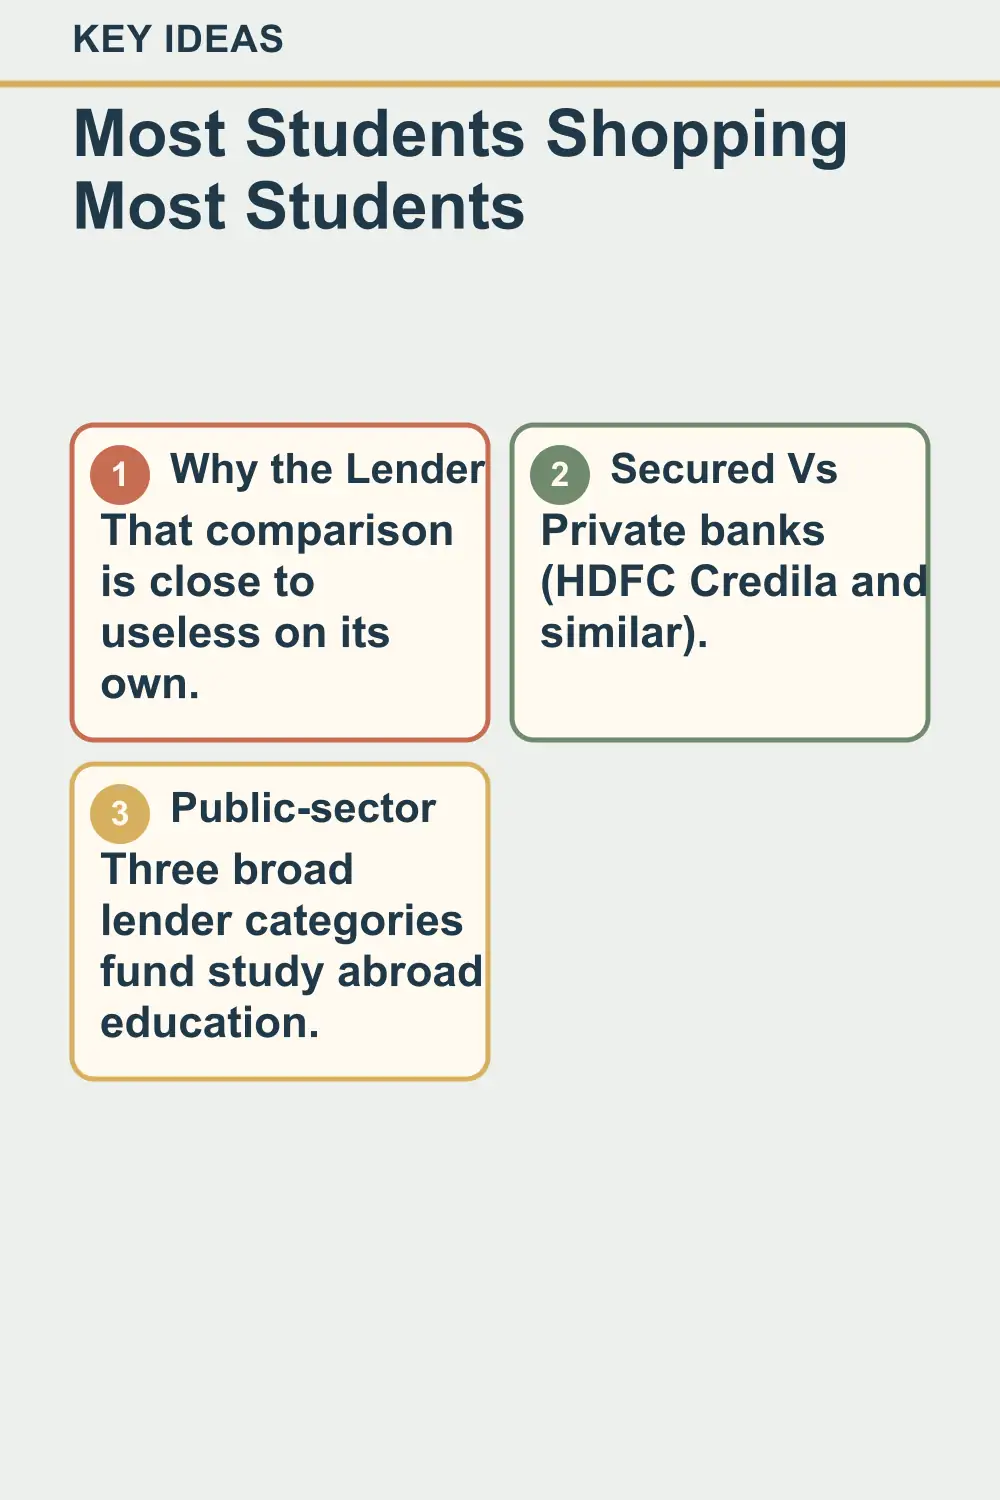 KEY IDEAS
Most Students Shopping
Most Students
1
Why the Lender
That comparison
is close to
useless on its
own.
2
Secured Vs
Private banks
(HDFC Credila and
similar).
3
Public-sector
Three broad
lender categories
fund study abroad
education.